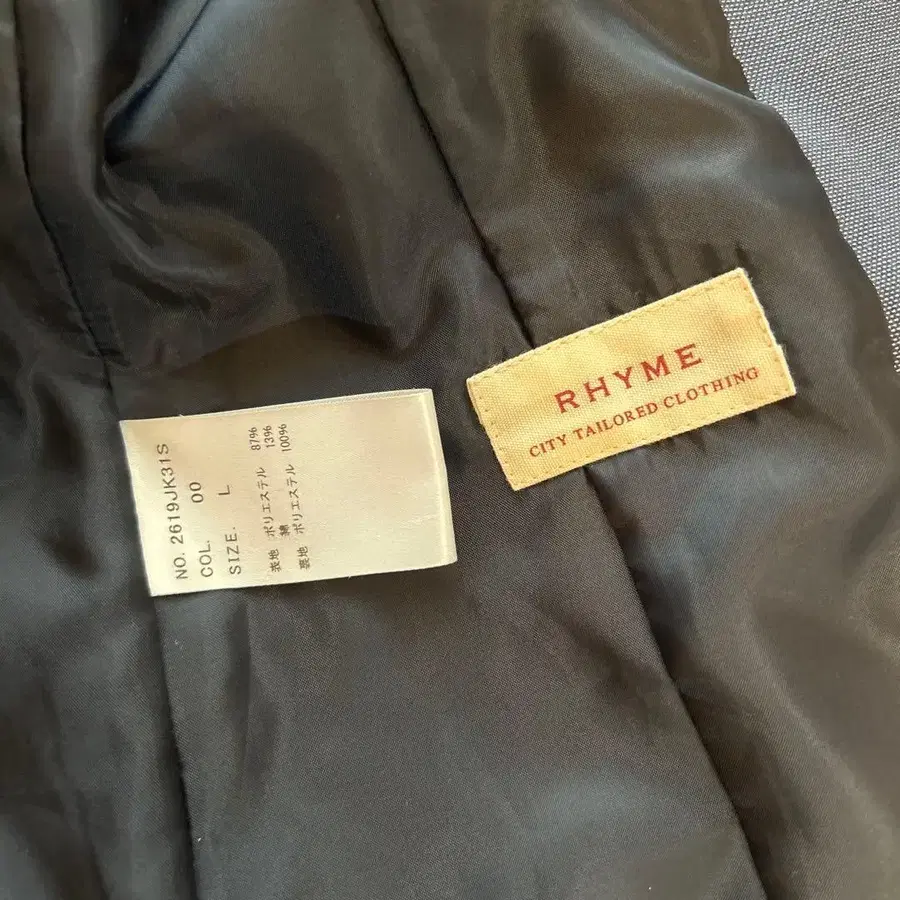 NO. 2619JK31S
COL. 00
SIZE. L
表地 ポリエステル 87%
綿 13%
裏地 ポリエステル 100%
RHYME
CITY TAILORED CLOTHING